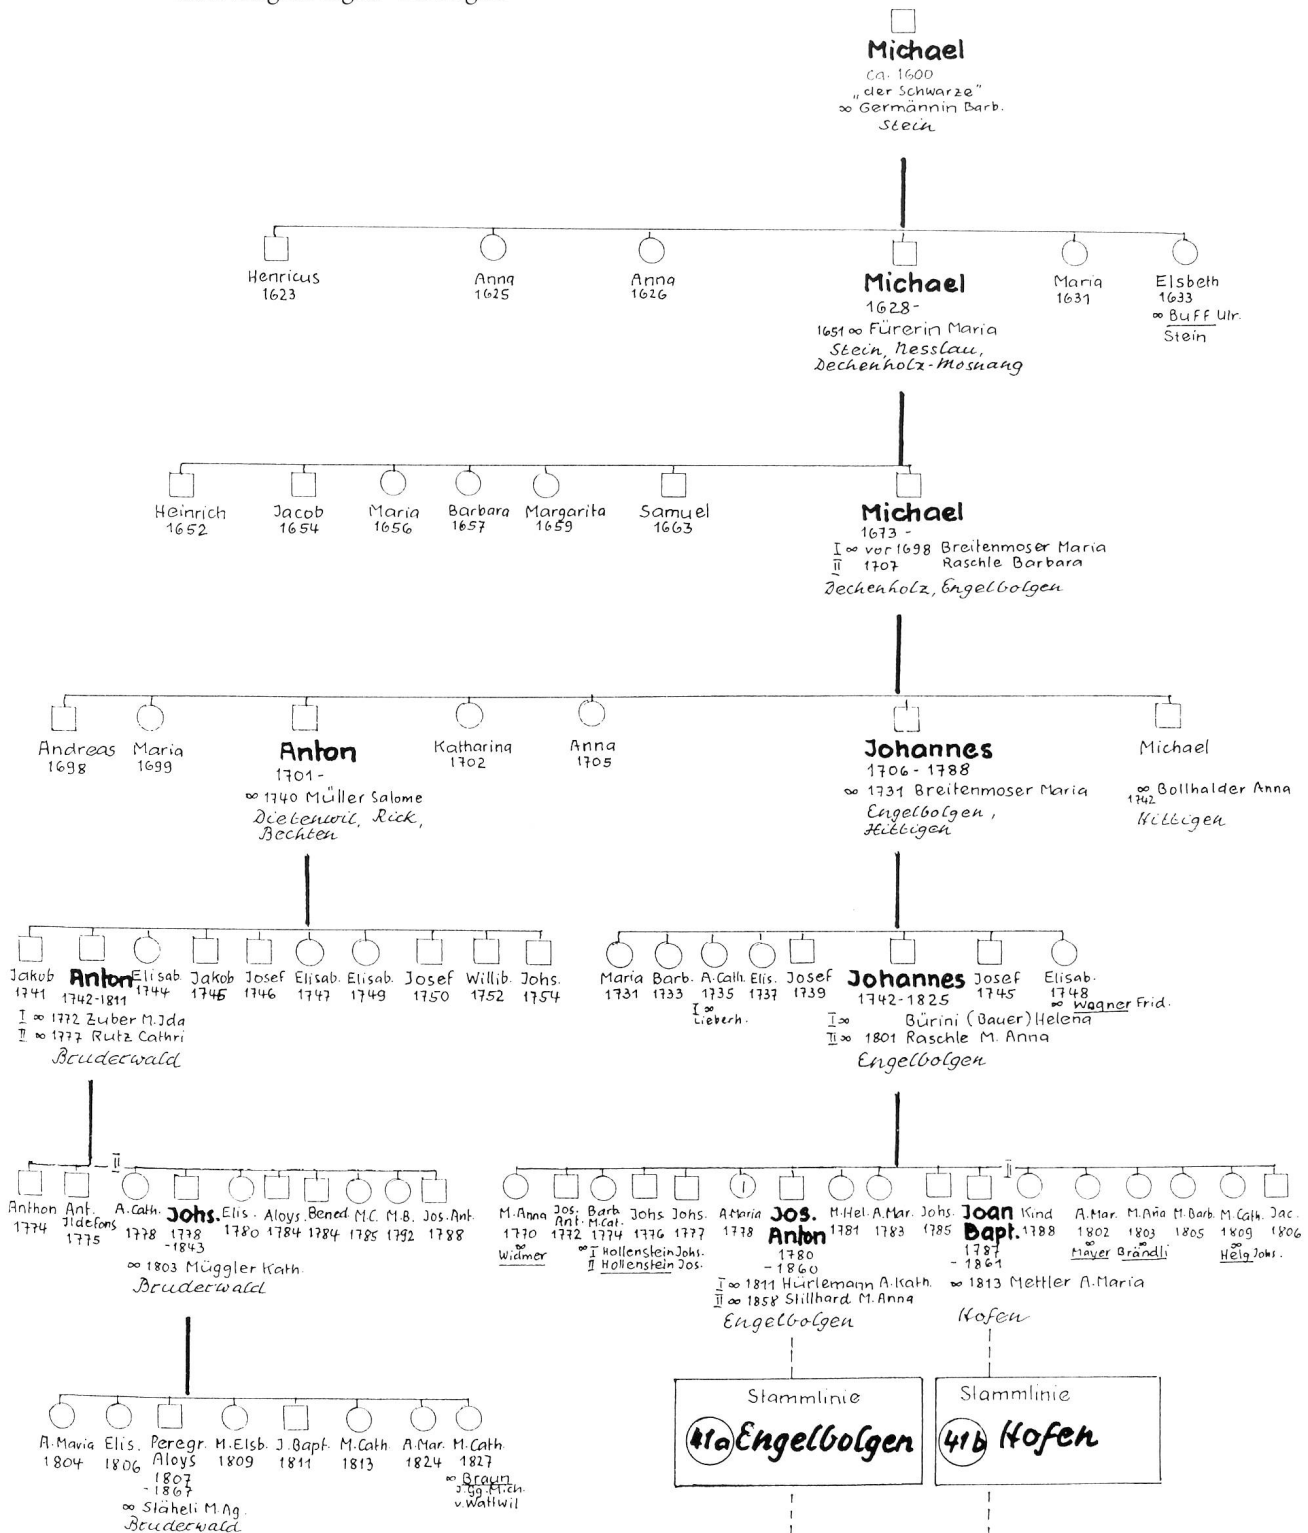 Michael
ca. 1600
„der Schwarze"
∞ Germännin Barb.
Stein
Henricus
1623
Anna
1625
Anna
1626
Michael
1628-
1651 ∞ Fürerin Maria
Stein, Nesslau,
Dechenholz-Mosnang
Maria
1631
Elsbeth
1633
∞ Buff Ulr.
Stein
Heinrich
1652
Jacob
1654
Maria
1656
Barbara
1657
Margarita
1659
Samuel
1663
Michael
1673 -
I ∞ vor 1698 Breitenmoser Maria
II 1707 Raschle Barbara
Dechenholz, Engelbolgen
Andreas
1698
Maria
1699
Anton
1701-
∞ 1740 Müller Salome
Dietenwil, Rick,
Bechten
Katharina
1702
Anna
1705
Johannes
1706 - 1788
∞ 1731 Breitenmoser Maria
Engelbolgen,
Hittigen
Michael
∞ Bollhalder Anna
1742
Hittigen
Jakob
1741
Anton
1742-1811
I ∞ 1772 Zuber M.Ida
II ∞ 1777 Rutz Cathri
Bruderwald
Elisab.
1744
Jakob
1745
Josef
1746
Elisab.
1747
Elisab.
1749
Josef
1750
Willib.
1752
Johs.
1754
Maria
1731
Barb.
1733
A.Cath.
1735
I ∞
Lieberh.
Elis.
1737
Josef
1739
Johannes
1742-1825
I ∞ Bürini (Bauer) Helena
II ∞ 1801 Raschle M. Anna
Engelbolgen
Josef
1745
Elisab.
1748
∞ Wagner Frid.
II
Anthon
1774
Ant.
Ildefons
1775
A.Cath.
1778
Johs.
1778
-1843
∞ 1803 Müggler Kath.
Bruderwald
Elis.
1780
Aloys.
1784
Bened.
1784
M.C.
1785
M.B.
1792
Jos.Ant.
1788
II
M.Anna
1770
∞
Widmer
Jos.
Ant.
1772
Barb.
M.Cat.
1774
∞ I Hollenstein Johs.
II Hollenstein Jos.
Johs.
1776
Johs.
1777
A.Maria
1778
Jos.
Anton
1780
-1860
I ∞ 1811 Hürlemann A.Kath.
II ∞ 1858 Stillhard M.Anna
Engelbolgen
M.Hel.
1781
A.Mar.
1783
Johs.
1785
Joan
Bapt.
1787
- 1861
∞ 1813 Mettler A.Maria
Hofen
Kind
1788
A.Mar.
1802
∞
Mayer
M.Aña
1803
∞
Brändli
M.Barb.
1805
M.Cath.
1809
∞
Helg Johs.
Jac.
1806
A.Maria
1804
Elis.
1806
Peregr.
Aloys
1807
-1867
∞ Stäheli M.Ag.
Bruderwald
M.Elsb.
1809
J.Bapt.
1811
M.Cath.
1813
A.Mar.
1824
M.Cath.
1827
∞ Braun
J.Gg.Mich.
v.Wattwil
Stammlinie
41a Engelbolgen
Stammlinie
41b Hofen